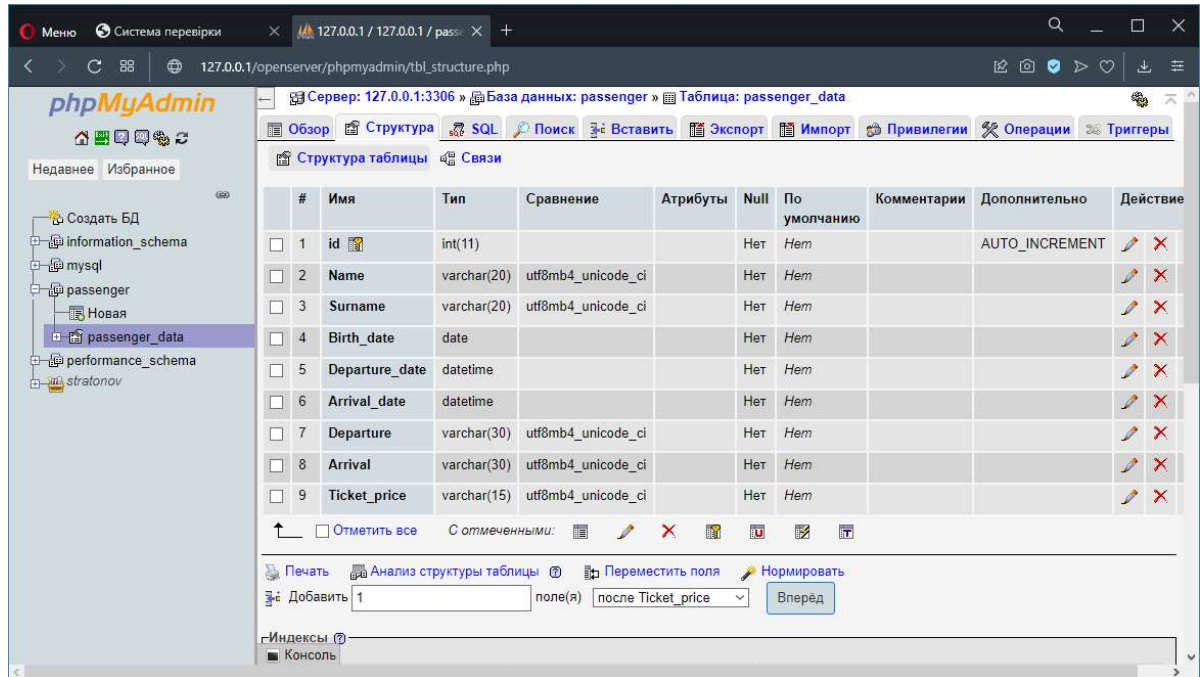 Меню
Система перевірки
127.0.0.1 / 127.0.0.1 / passe
127.0.0.1/openserver/phpmyadmin/tbl_structure.php
phpMyAdmin
Недавнее Избранное
Создать БД
information_schema
mysql
passenger
Новая
passenger_data
performance_schema
stratonov
Сервер: 127.0.0.1:3306 » База данных: passenger » Таблица: passenger_data
Обзор Структура SQL Поиск Вставить Экспорт Импорт Привилегии Операции Триггеры
Структура таблицы Связи
# Имя Тип Сравнение Атрибуты Null По умолчанию Комментарии Дополнительно Действие
1 id int(11) Нет Нет AUTO_INCREMENT
2 Name varchar(20) utf8mb4_unicode_ci Нет Нет
3 Surname varchar(20) utf8mb4_unicode_ci Нет Нет
4 Birth_date date Нет Нет
5 Departure_date datetime Нет Нет
6 Arrival_date datetime Нет Нет
7 Departure varchar(30) utf8mb4_unicode_ci Нет Нет
8 Arrival varchar(30) utf8mb4_unicode_ci Нет Нет
9 Ticket_price varchar(15) utf8mb4_unicode_ci Нет Нет
Отметить все С отмеченными:
Печать Анализ структуры таблицы Переместить поля Нормировать
Добавить 1 поле(я) после Ticket_price Вперёд
Индексы
Консоль